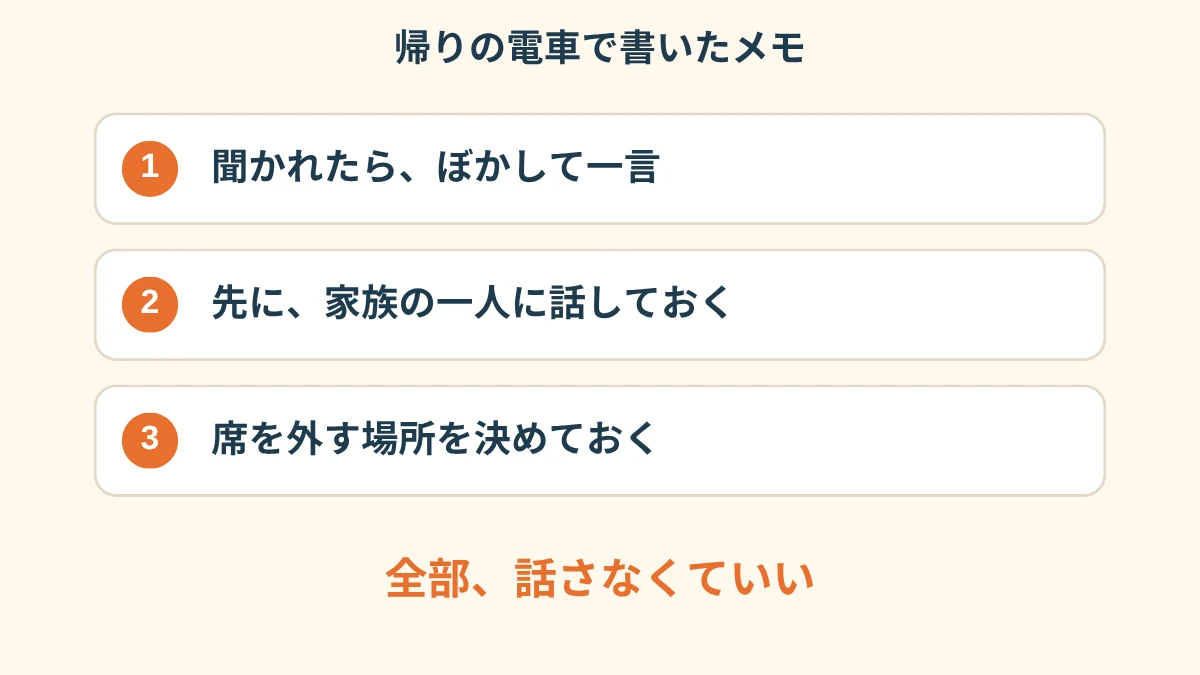 帰りの電車で書いたメモ
1 聞かれたら、ぼかして一言
2 先に、家族の一人に話しておく
3 席を外す場所を決めておく
全部、話さなくていい